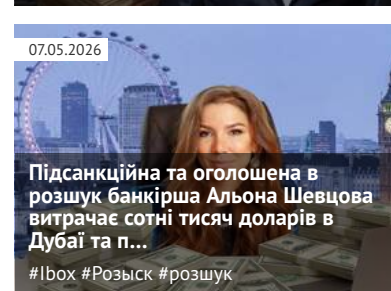 07.05.2026
Підсанкційна та оголошена в
розшук банкірша Альона Шевцова
витрачає сотні тисяч доларів в
Дубаї та п...
#Ibox #Розыск #розшук